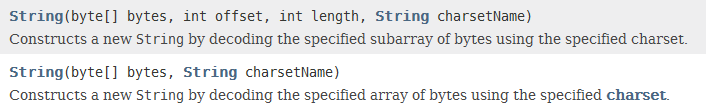 String(byte[] bytes, int offset, int length, String charsetName)
Constructs a new String by decoding the specified subarray of bytes using the specified charset.
String(byte[] bytes, String charsetName)
Constructs a new String by decoding the specified array of bytes using the specified charset.